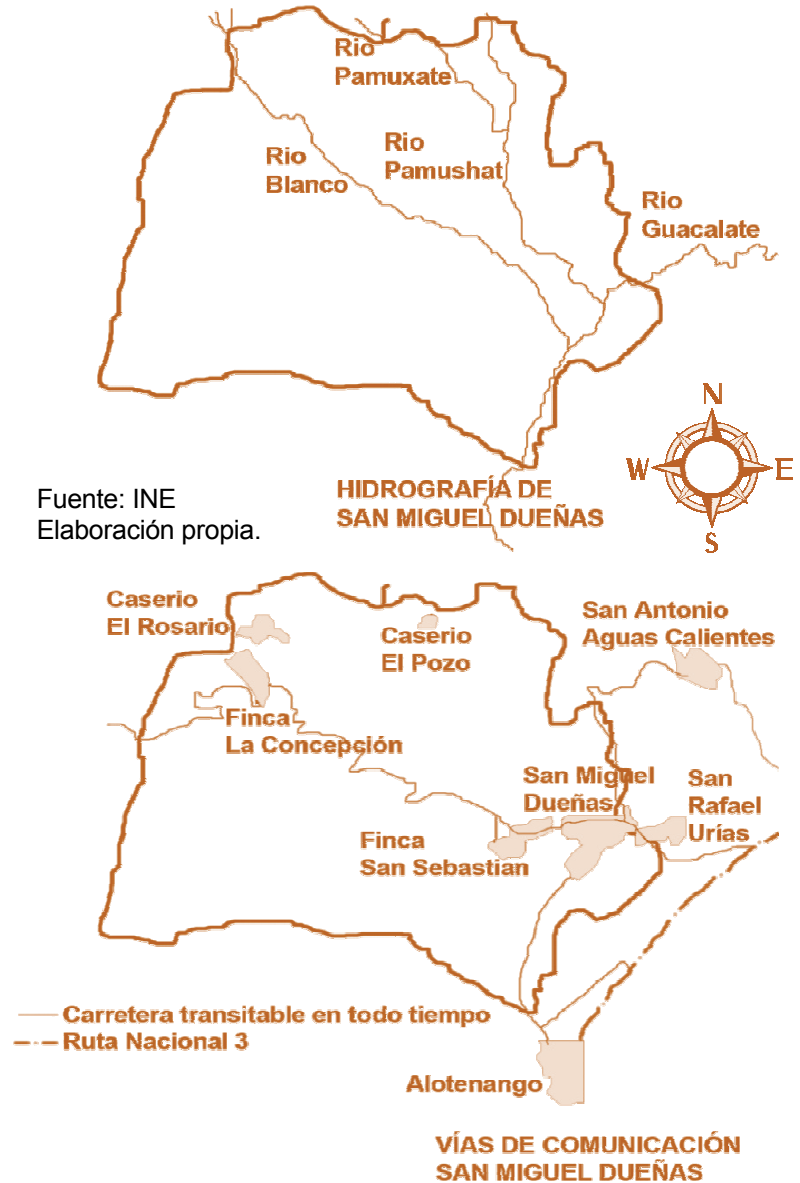 Rio
Pamuxate
Rio
Blanco
Rio
Pamushat
Rio
Guacalate
N
W
E
S
Fuente: INE
Elaboración propia.
HIDROGRAFÍA DE
SAN MIGUEL DUEÑAS
Caserio
El Rosario
Caserio
El Pozo
San Antonio
Aguas Calientes
Finca
La Concepción
San Miguel
Dueñas
San
Rafael
Urías
Finca
San Sebastian
Carretera transitable en todo tiempo
Ruta Nacional 3
Alotenango
VÍAS DE COMUNICACIÓN
SAN MIGUEL DUEÑAS